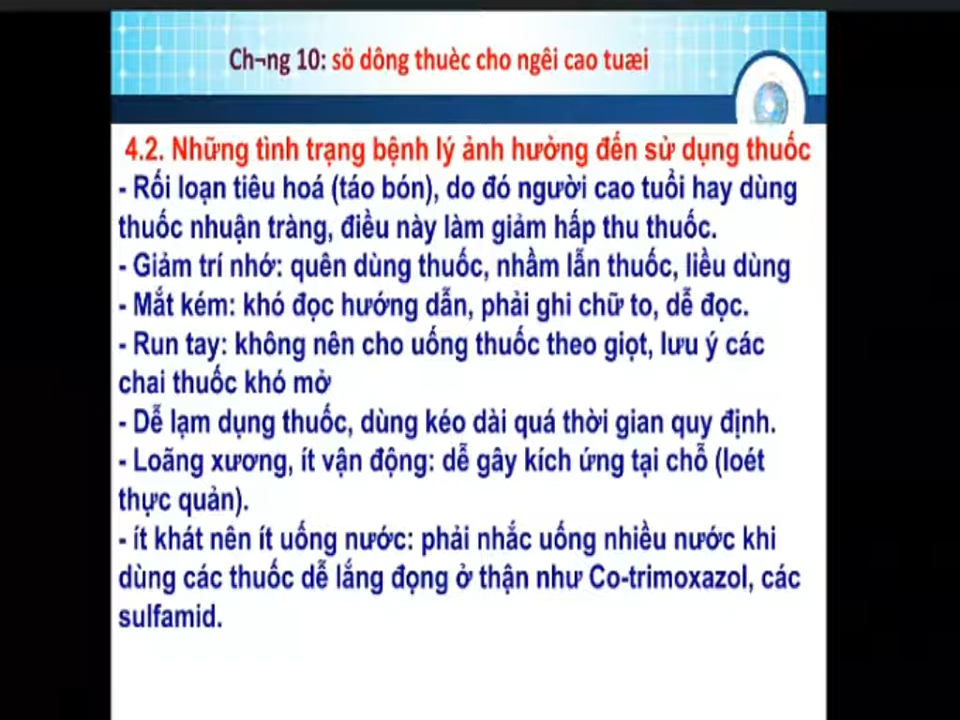 Ch¬ng 10: sö dông thuèc cho ngêi cao tuæi
4.2. Những tình trạng bệnh lý ảnh hưởng đến sử dụng thuốc
- Rối loạn tiêu hoá (táo bón), do đó người cao tuổi hay dùng
thuốc nhuận tràng, điều này làm giảm hấp thu thuốc.
- Giảm trí nhớ: quên dùng thuốc, nhầm lẫn thuốc, liều dùng
- Mắt kém: khó đọc hướng dẫn, phải ghi chữ to, dễ đọc.
- Run tay: không nên cho uống thuốc theo giọt, lưu ý các
chai thuốc khó mở
- Dễ lạm dụng thuốc, dùng kéo dài quá thời gian quy định.
- Loãng xương, ít vận động: dễ gây kích ứng tại chỗ (loét
thực quản).
- ít khát nên ít uống nước: phải nhắc uống nhiều nước khi
dùng các thuốc dễ lắng đọng ở thận như Co-trimoxazol, các
sulfamid.